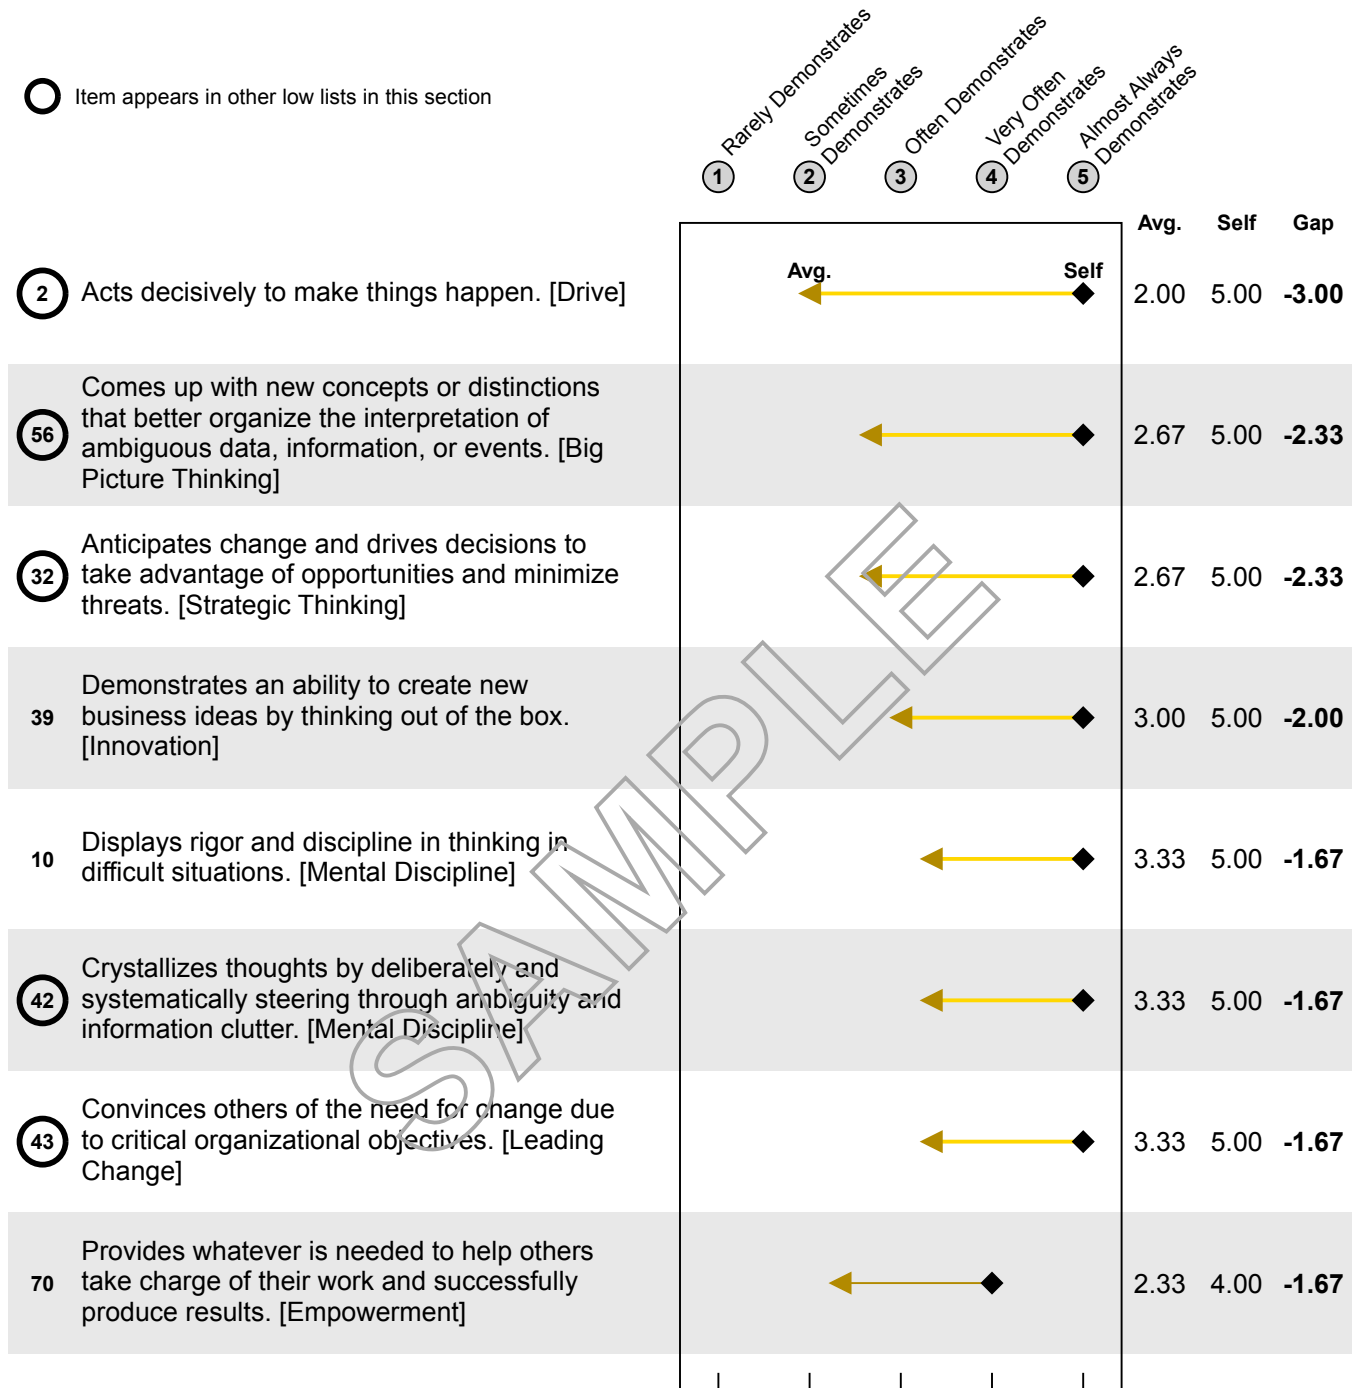 Item appears in other low lists in this section
Rarely Demonstrates
Sometimes
Demonstrates
Often Demonstrates
Very Often
Demonstrates
Almost Always
Demonstrates
1 2 3 4 5
Avg. Self Gap
Avg. Self
2 Acts decisively to make things happen. [Drive] 2.00 5.00 -3.00
Comes up with new concepts or distinctions
that better organize the interpretation of
56 ambiguous data, information, or events. [Big 2.67 5.00 -2.33
Picture Thinking]
Anticipates change and drives decisions to
32 take advantage of opportunities and minimize 2.67 5.00 -2.33
threats. [Strategic Thinking]
Demonstrates an ability to create new
39 business ideas by thinking out of the box. 3.00 5.00 -2.00
[Innovation]
Displays rigor and discipline in thinking in
10 difficult situations. [Mental Discipline] 3.33 5.00 -1.67
Crystallizes thoughts by deliberately and
42 systematically steering through ambiguity and 3.33 5.00 -1.67
information clutter. [Mental Discipline]
Convinces others of the need for change due
43 to critical organizational objectives. [Leading 3.33 5.00 -1.67
Change]
Provides whatever is needed to help others
70 take charge of their work and successfully 2.33 4.00 -1.67
produce results. [Empowerment]
SAMPLE